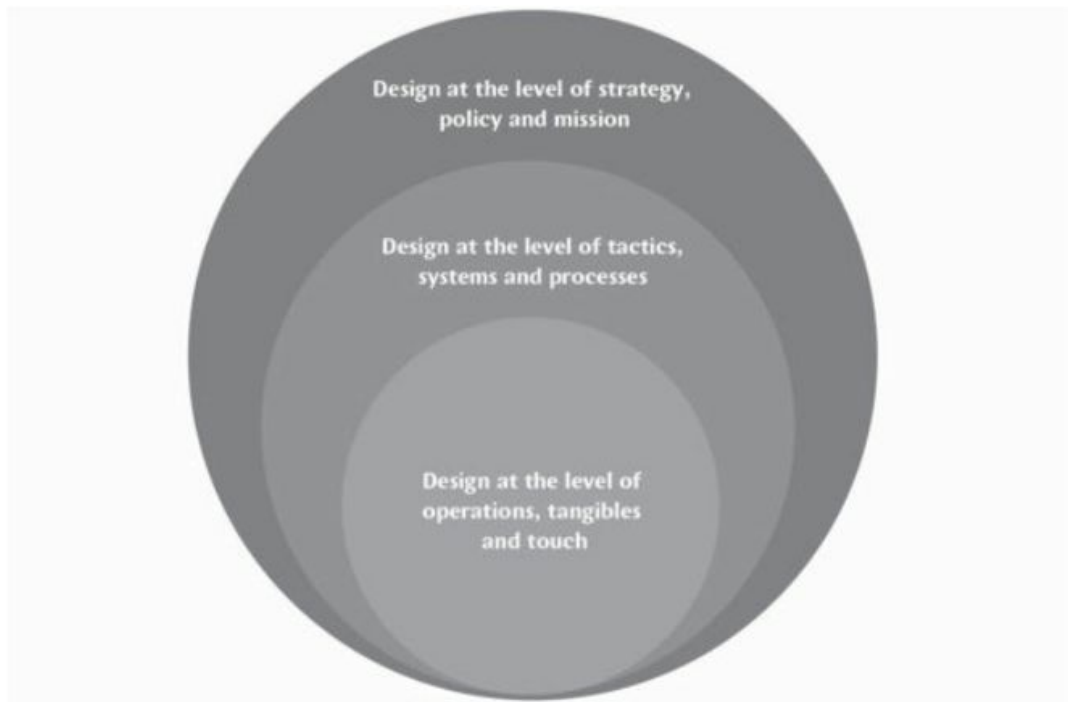 Design at the level of strategy,
policy and mission
Design at the level of tactics,
systems and processes
Design at the level of
operations, tangibles
and touch